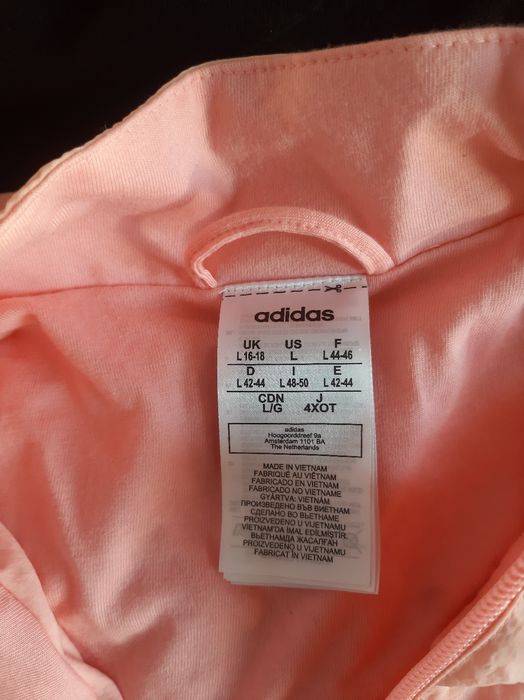 adidas
UK US F
L 16-18 L L 44-46
D I E
L 42-44 L 48-50 L 42-44
CDN J
L/G 4XOT
adidas
Hoogoorddreef 9a
Amsterdam 1101 BA
The Netherlands
MADE IN VIETNAM
FABRIQUÉ AU VIETNAM
FABRICADO EN VIETNAM
FABRICADO NO VIETNAM
GYÁRTVA: VIETNÁM
ПРОИЗВЕДЕНО ВЪВ ВИЕТНАМ
СДЕЛАНО ВО ВЬЕТНАМЕ
PROIZVEDENO U VIJETNAMU
VIETNAM'DA İMAL EDİLMİŞTİR.
ВЬЕТНАМДА ЖАСАЛҒАН
PROIZVEDENO U VIJETNAMU
FABRICAT ÎN VIETNAM